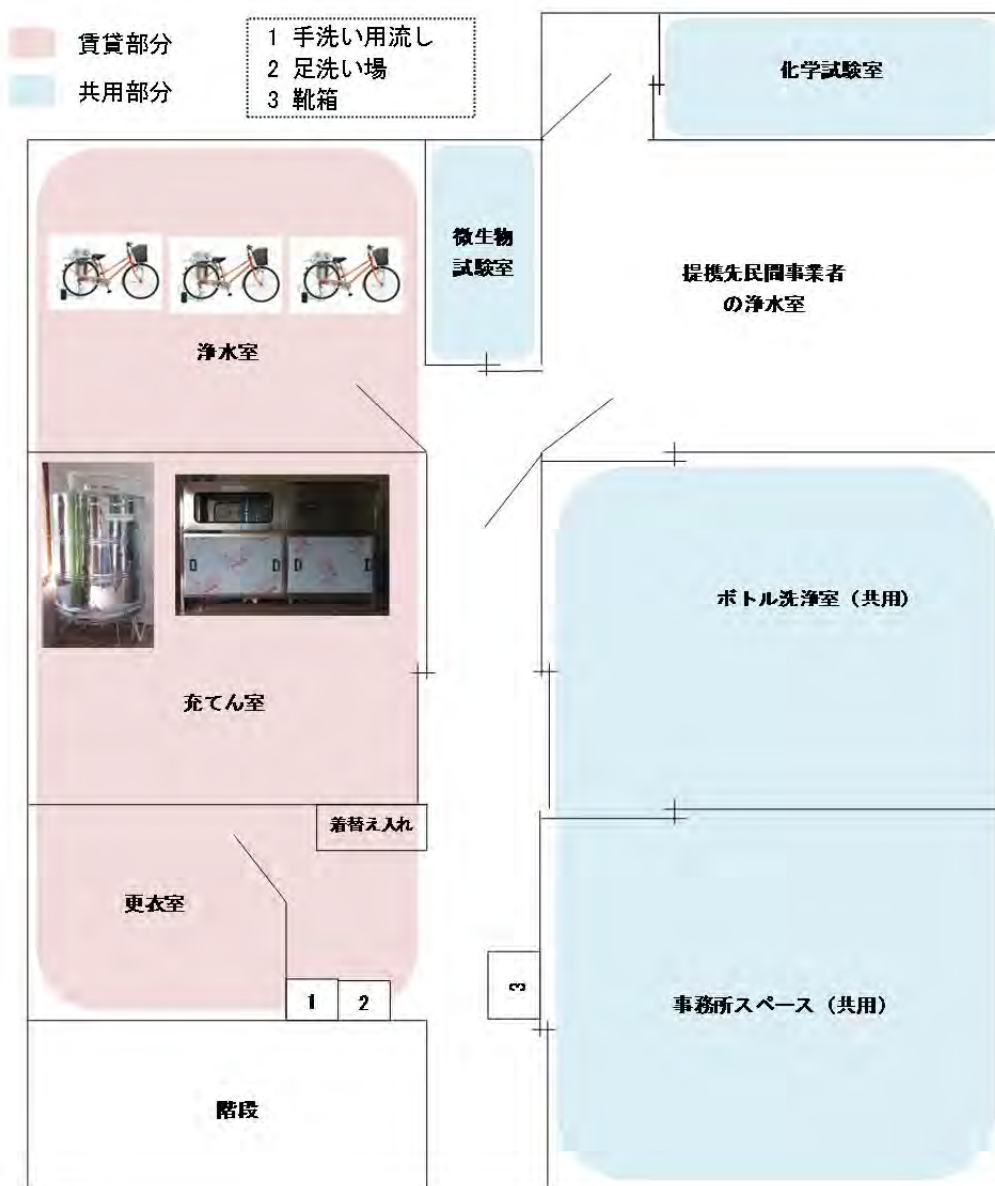 賃貸部分
共用部分
1 手洗い用流し
2 足洗い場
3 靴箱
化学試験室
微生物
試験室
提携先民間事業者
の浄水室
浄水室
ボトル洗浄室(共用)
充てん室
着替え入れ
更衣室
1
2
3
事務所スペース(共用)
階段